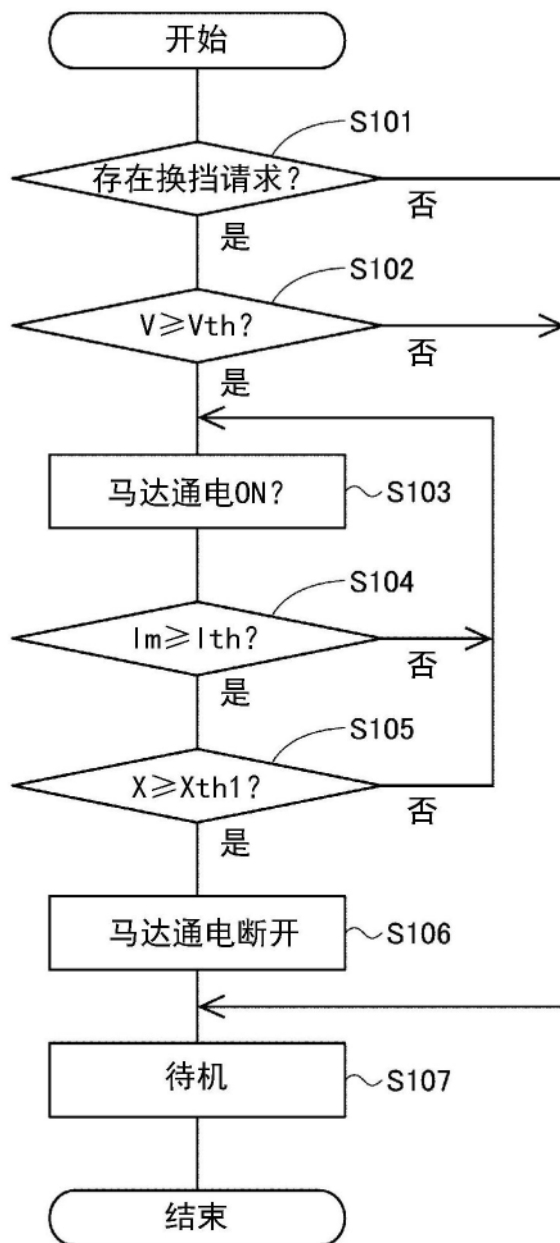 开始
S101
存在换挡请求？
否
是
S102
V≥Vth？
否
是
马达通电ON？
S103
S104
Im≥Ith？
否
是
S105
X≥Xth1？
否
是
马达通电断开
S106
待机
S107
结束